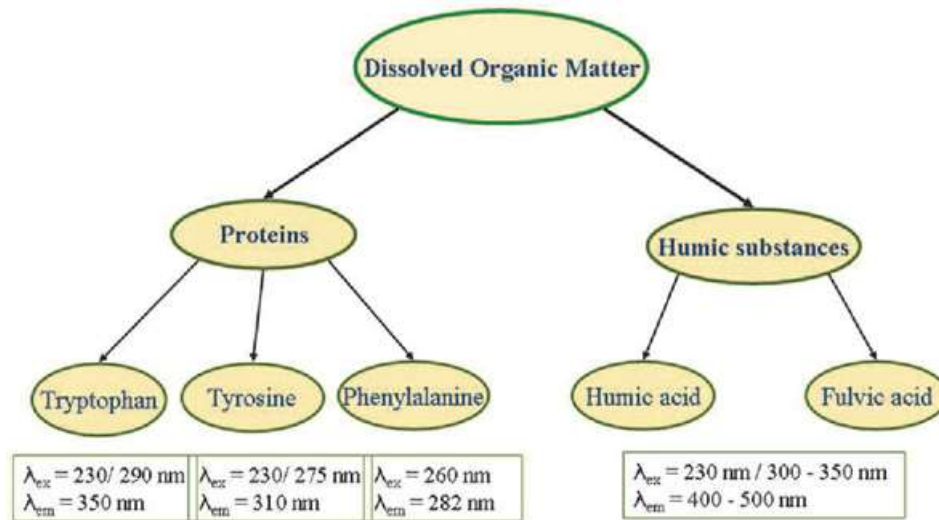 Dissolved Organic Matter
Proteins
Humic substances
Tryptophan
Tyrosine
Phenylalanine
Humic acid
Fulvic acid
λex = 230/ 290 nm
λem = 350 nm
λex = 230/ 275 nm
λem = 310 nm
λex = 260 nm
λem = 282 nm
λex = 230 nm / 300 - 350 nm
λem = 400 - 500 nm